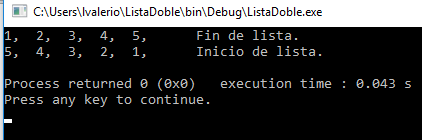 C:\Users\lvalerio\ListaDoble\bin\Debug\ListaDoble.exe
1, 2, 3, 4, 5, Fin de lista.
5, 4, 3, 2, 1, Inicio de lista.
Process returned 0 (0x0) execution time : 0.043 s
Press any key to continue.